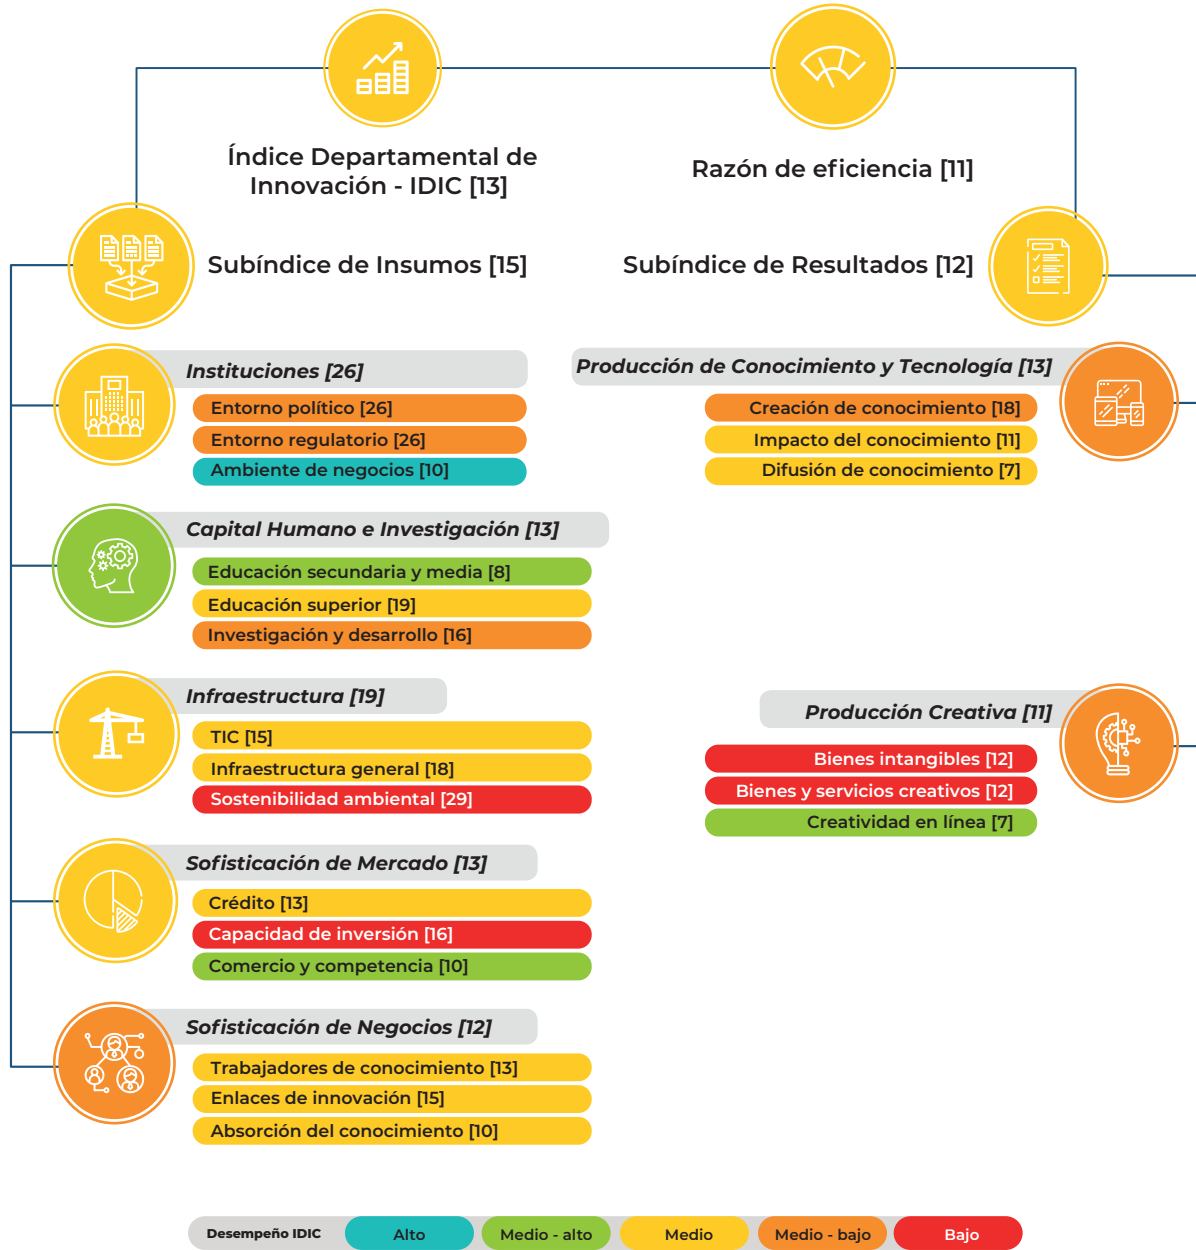 Índice Departamental de
Innovación - IDIC [13]
Razón de eficiencia [11]
Subíndice de Insumos [15]
Subíndice de Resultados [12]
Instituciones [26]
Entorno político [26]
Entorno regulatorio [26]
Ambiente de negocios [10]
Capital Humano e Investigación [13]
Educación secundaria y media [8]
Educación superior [19]
Investigación y desarrollo [16]
Infraestructura [19]
TIC [15]
Infraestructura general [18]
Sostenibilidad ambiental [29]
Sofisticación de Mercado [13]
Crédito [13]
Capacidad de inversión [16]
Comercio y competencia [10]
Sofisticación de Negocios [12]
Trabajadores de conocimiento [13]
Enlaces de innovación [15]
Absorción del conocimiento [10]
Producción de Conocimiento y Tecnología [13]
Creación de conocimiento [18]
Impacto del conocimiento [11]
Difusión de conocimiento [7]
Producción Creativa [11]
Bienes intangibles [12]
Bienes y servicios creativos [12]
Creatividad en línea [7]
Desempeño IDIC
Alto
Medio - alto
Medio
Medio - bajo
Bajo